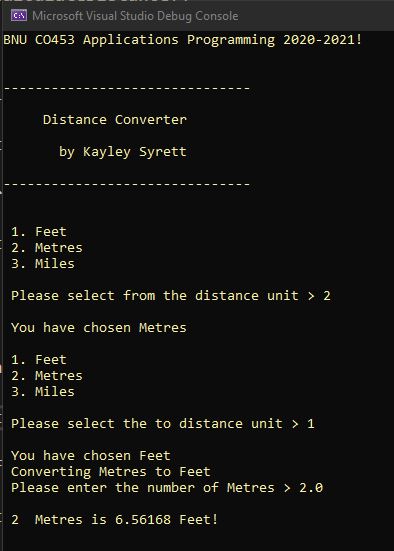 Microsoft Visual Studio Debug Console
BNU CO453 Applications Programming 2020-2021!
-------------------------------
Distance Converter
by Kayley Syrett
-------------------------------
1. Feet
2. Metres
3. Miles
Please select from the distance unit > 2
You have chosen Metres
1. Feet
2. Metres
3. Miles
Please select the to distance unit > 1
You have chosen Feet
Converting Metres to Feet
Please enter the number of Metres > 2.0
2  Metres is 6.56168 Feet!